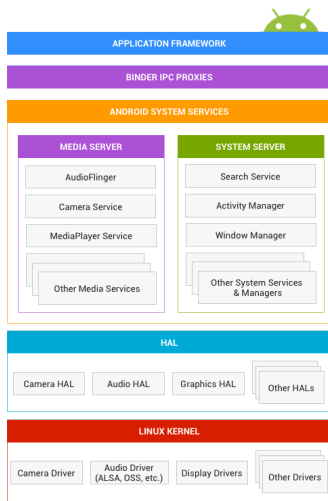 APPLICATION FRAMEWORK
BINDER IPC PROXIES
ANDROID SYSTEM SERVICES
MEDIA SERVER
AudioFlinger
Camera Service
MediaPlayer Service
Other Media Services
SYSTEM SERVER
Search Service
Activity Manager
Window Manager
Other System Services
& Managers
HAL
Camera HAL
Audio HAL
Graphics HAL
Other HALs
LINUX KERNEL
Camera Driver
Audio Driver
(ALSA, OSS, etc.)
Display Drivers
Other Drivers